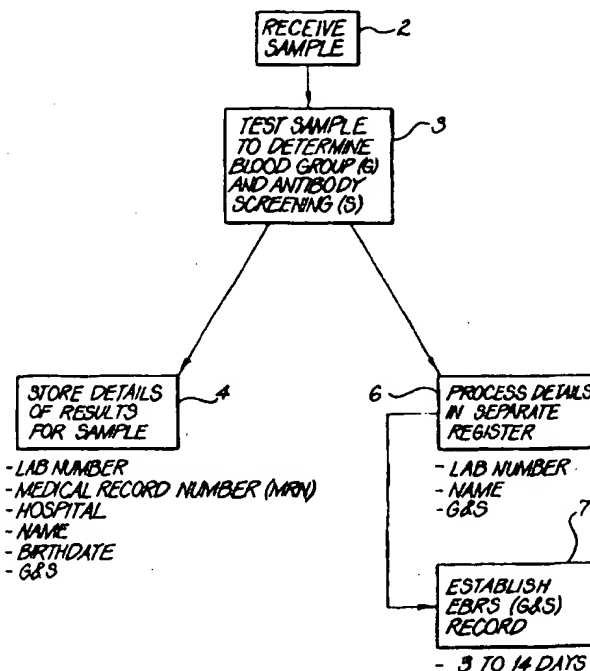 RECEIVE
SAMPLE
2
TEST SAMPLE
TO DETERMINE
BLOOD GROUP (G)
AND ANTIBODY
SCREENING (S)
3
STORE DETAILS
OF RESULTS
FOR SAMPLE
4
- LAB NUMBER
- MEDICAL RECORD NUMBER (MRN)
- HOSPITAL
- NAME
- BIRTHDATE
- G&S
6
PROCESS DETAILS
IN SEPARATE
REGISTER
- LAB NUMBER
- NAME
- G&S
7
ESTABLISH
EBRS (G&S)
RECORD
- 3 TO 14 DAYS